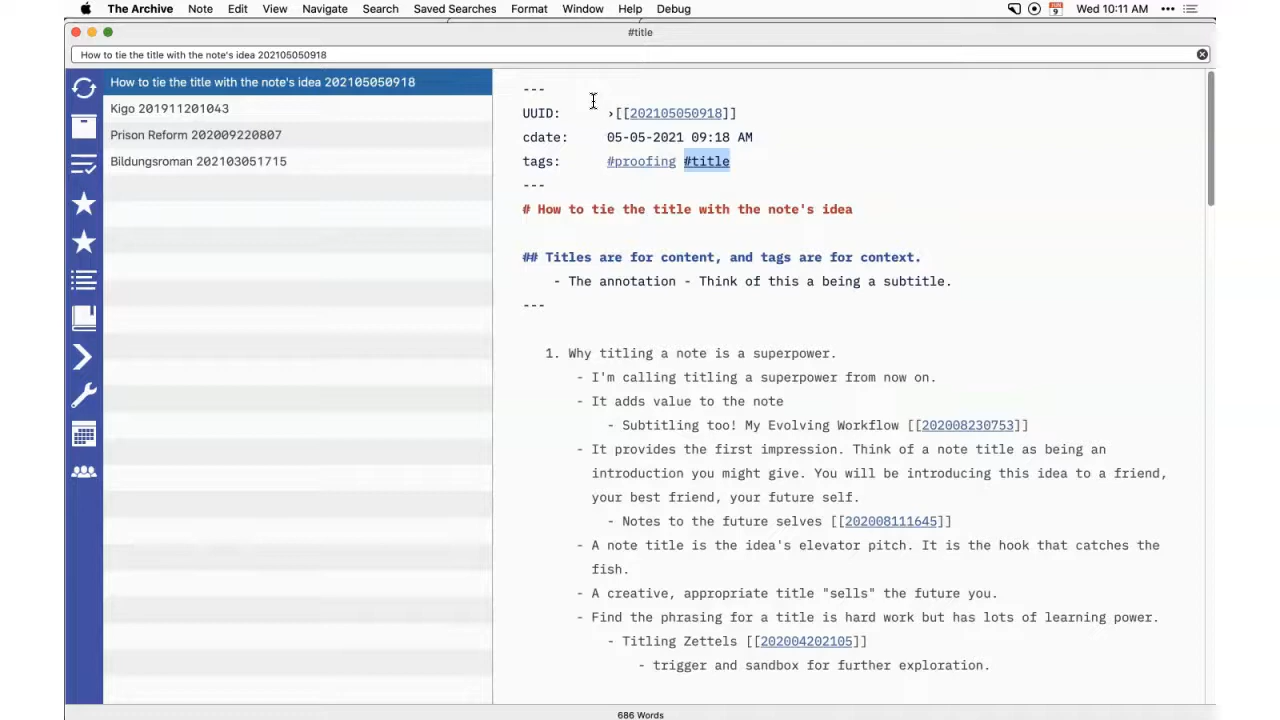 The Archive Note Edit View Navigate Search Saved Searches Format Window Help Debug JUN 9 Wed 10:11 AM
#title
How to tie the title with the note's idea 202105050918
How to tie the title with the note's idea 202105050918
Kigo 201911201043
Prison Reform 202009220807
Bildungsroman 202103051715
---
UUID: ›[[202105050918]]
cdate: 05-05-2021 09:18 AM
tags: #proofing #title
---
# How to tie the title with the note's idea
## Titles are for content, and tags are for context.
- The annotation - Think of this a being a subtitle.
---
1. Why titling a note is a superpower.
- I'm calling titling a superpower from now on.
- It adds value to the note
- Subtitling too! My Evolving Workflow [[202008230753]]
- It provides the first impression. Think of a note title as being an
introduction you might give. You will be introducing this idea to a friend,
your best friend, your future self.
- Notes to the future selves [[202008111645]]
- A note title is the idea's elevator pitch. It is the hook that catches the
fish.
- A creative, appropriate title "sells" the future you.
- Find the phrasing for a title is hard work but has lots of learning power.
- Titling Zettels [[202004202105]]
- trigger and sandbox for further exploration.
686 Words